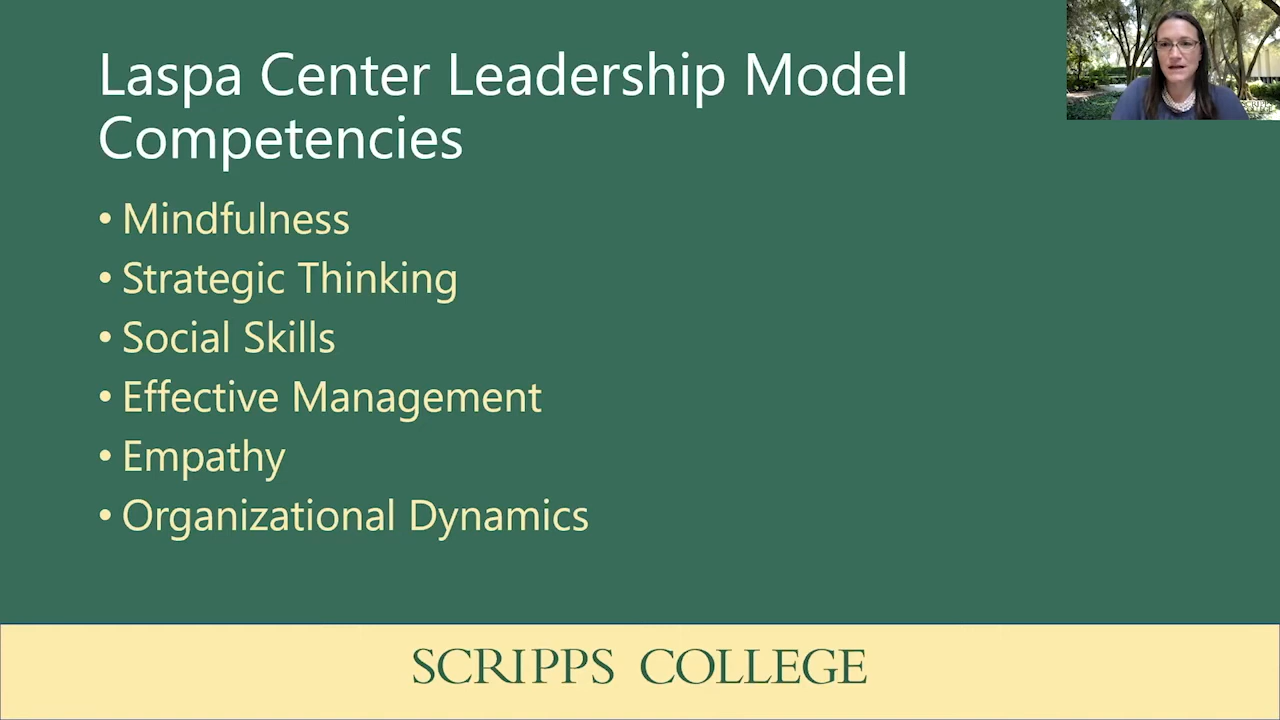 Laspa Center Leadership Model
Competencies
• Mindfulness
• Strategic Thinking
• Social Skills
• Effective Management
• Empathy
• Organizational Dynamics
SCRIPPS COLLEGE